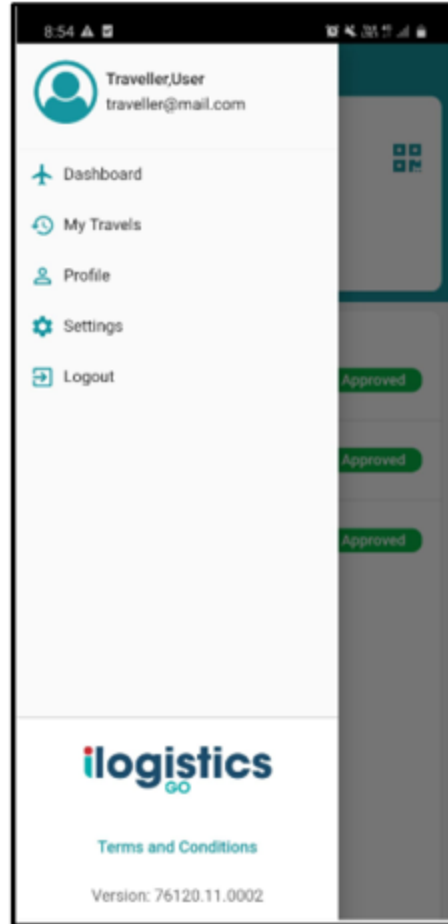 8:54
Traveller,User
traveller@mail.com
Dashboard
My Travels
Profile
Settings
Logout
Approved
Approved
Approved
ilogistics
GO
Terms and Conditions
Version: 76120.11.0002